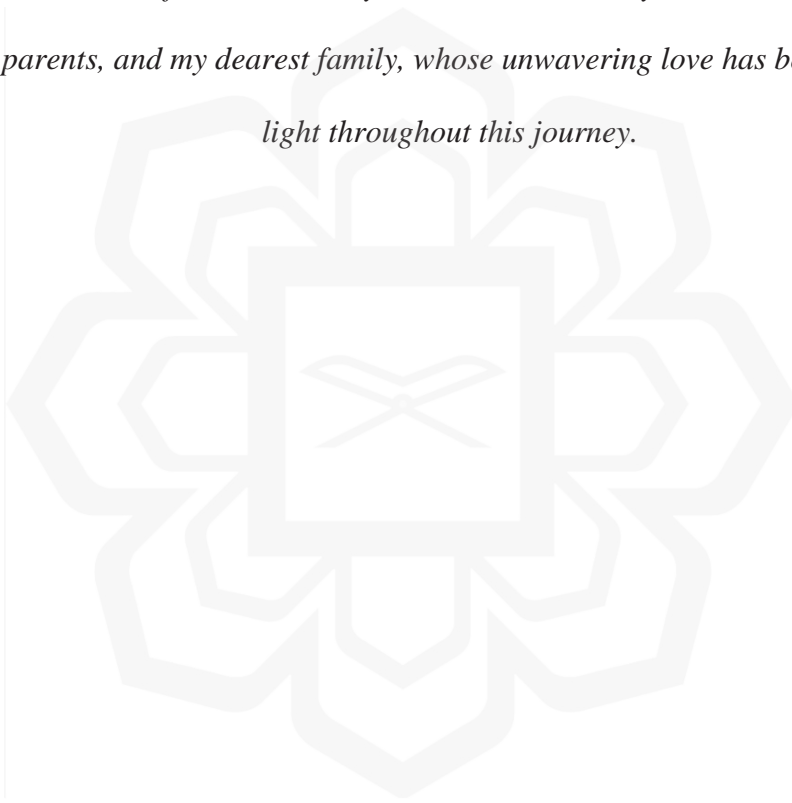 parents, and my dearest family, whose unwavering love has
light throughout this journey.